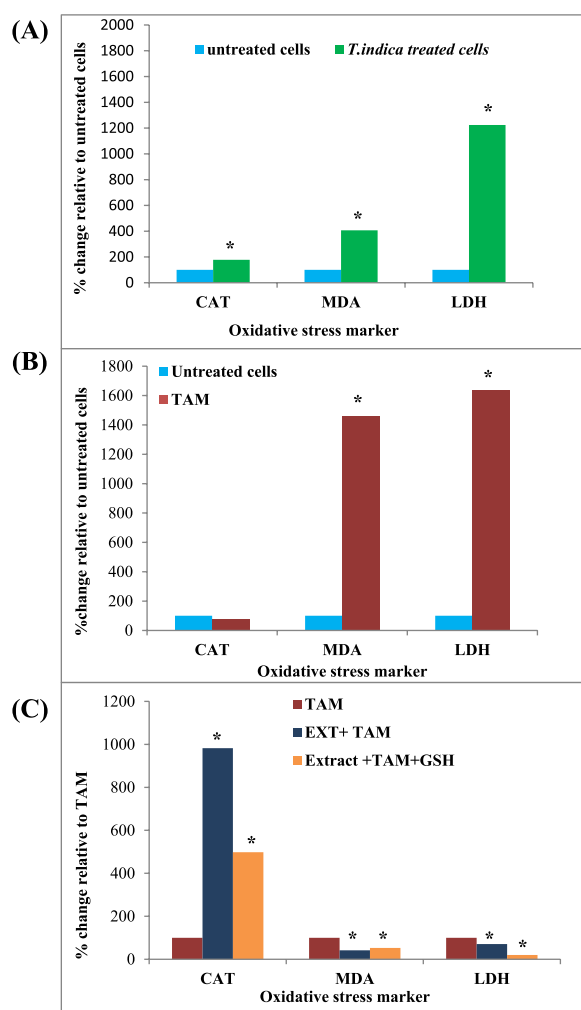 (A)
2000
1800
1600
1400
1200
1000
800
600
400
200
0
% change relative to untreated cells
untreated cells T.indica treated cells
*
*
*
CAT MDA LDH
Oxidative stress marker
(B)
1800
1600
1400
1200
1000
800
600
400
200
0
%change relative to untreated cells
Untreated cells
TAM
*
*
CAT MDA LDH
Oxidative stress marker
(C)
1200
1000
800
600
400
200
0
% change relative to TAM
TAM
EXT+ TAM
Extract +TAM+GSH
*
*
* *
*
*
CAT MDA LDH
Oxidative stress marker